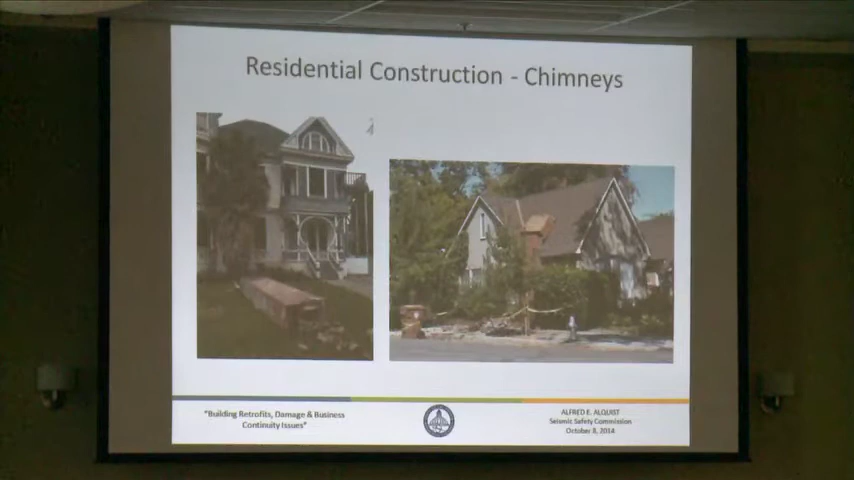 Residential Construction - Chimneys
"Building Retrofits, Damage & Business
Continuity Issues"
ALFRED E. ALQUIST
Seismic Safety Commission
October 8, 2014